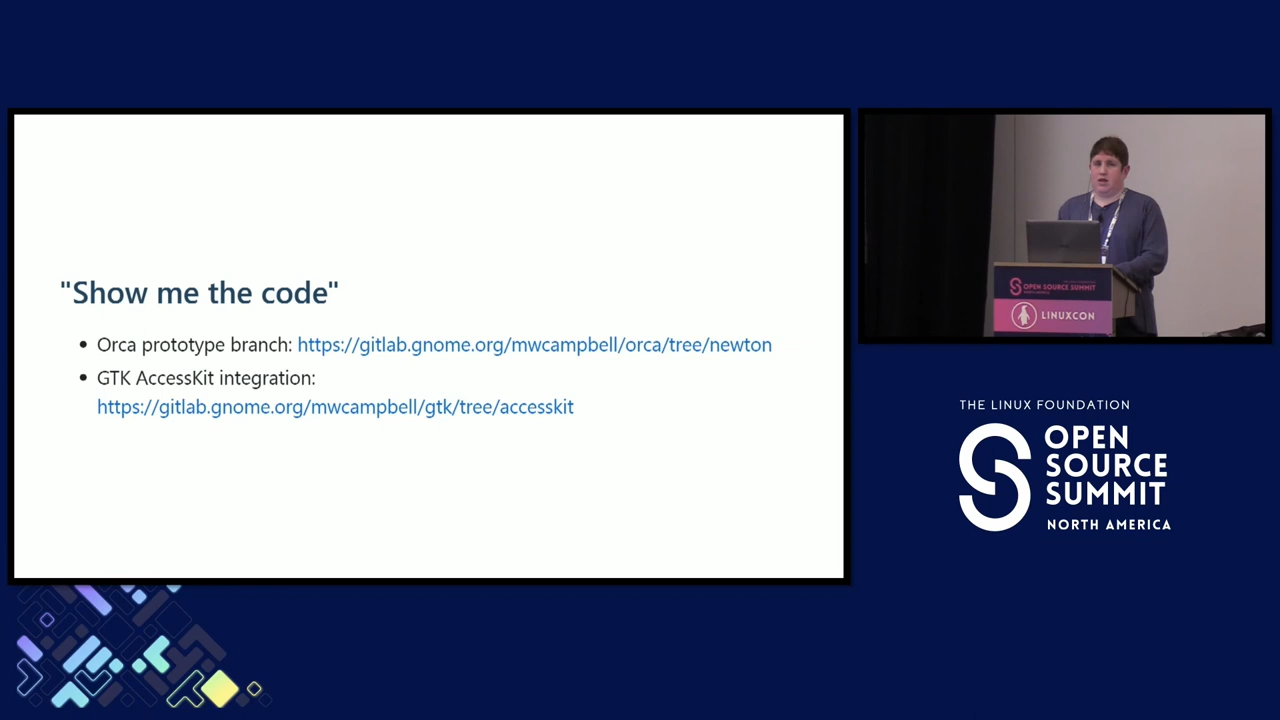 "Show me the code"
• Orca prototype branch: https://gitlab.gnome.org/mwcampbell/orca/tree/newton
• GTK AccessKit integration:
https://gitlab.gnome.org/mwcampbell/gtk/tree/accesskit
OPEN SOURCE SUMMIT
LINUXCON
THE LINUX FOUNDATION
OPEN
SOURCE
SUMMIT
NORTH AMERICA